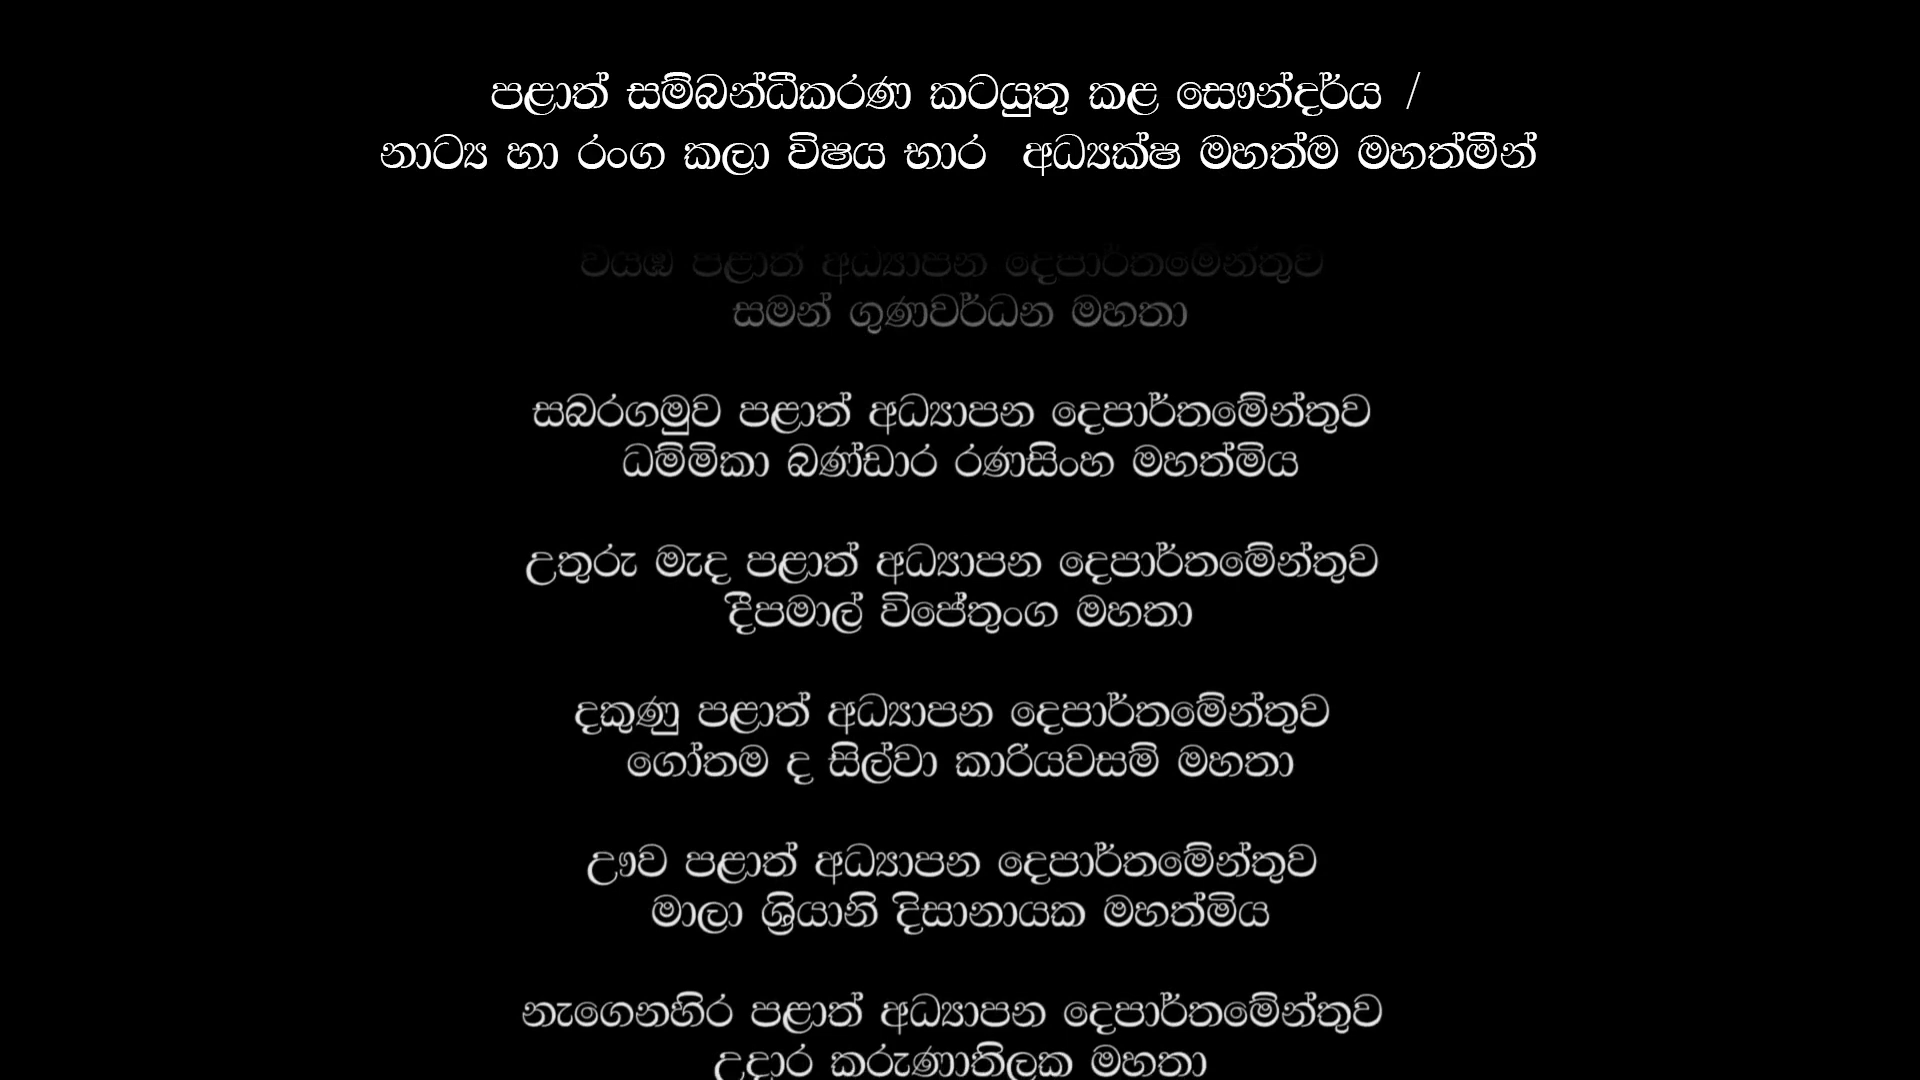 පළාත් සම්බන්ධීකරණ කටයුතු කළ සෞන්දර්ය /
නාට්‍ය හා රංග කලා විෂය භාර අධ්‍යක්ෂ මහත්ම මහත්මීන්
වයඹ පළාත් අධ්‍යාපන දෙපාර්තමේන්තුව
සමන් ගුණවර්ධන මහතා
සබරගමුව පළාත් අධ්‍යාපන දෙපාර්තමේන්තුව
ධම්මිකා බණ්ඩාර රණසිංහ මහත්මිය
උතුරු මැද පළාත් අධ්‍යාපන දෙපාර්තමේන්තුව
දීපමාල් විජේතුංග මහතා
දකුණු පළාත් අධ්‍යාපන දෙපාර්තමේන්තුව
ගෝතම ද සිල්වා කාරියවසම් මහතා
ඌව පළාත් අධ්‍යාපන දෙපාර්තමේන්තුව
මාලා ශ්‍රියානි දිසානායක මහත්මිය
නැගෙනහිර පළාත් අධ්‍යාපන දෙපාර්තමේන්තුව
උදාර කරුණාතිලක මහතා